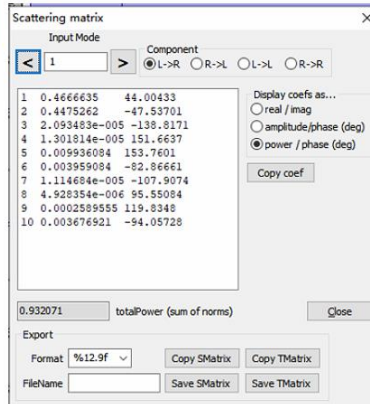 Scattering matrix
Input Mode
< 1 >
Component
L->R R->L L->L R->R
1 0.4666635 44.00433
2 0.4475262 -47.53701
3 2.093483e-005 -138.8171
4 1.301814e-005 151.6637
5 0.009936084 153.7601
6 0.003959084 -82.86661
7 1.114684e-005 -107.9074
8 4.928354e-006 95.55084
9 0.0002589555 119.8348
10 0.003676921 -94.05728
Display coefs as...
real / imag
amplitude/phase (deg)
power / phase (deg)
Copy coef
0.932071 totalPower (sum of norms) Close
Export
Format %12.9f Copy SMatrix Copy TMatrix
FileName Save SMatrix Save TMatrix